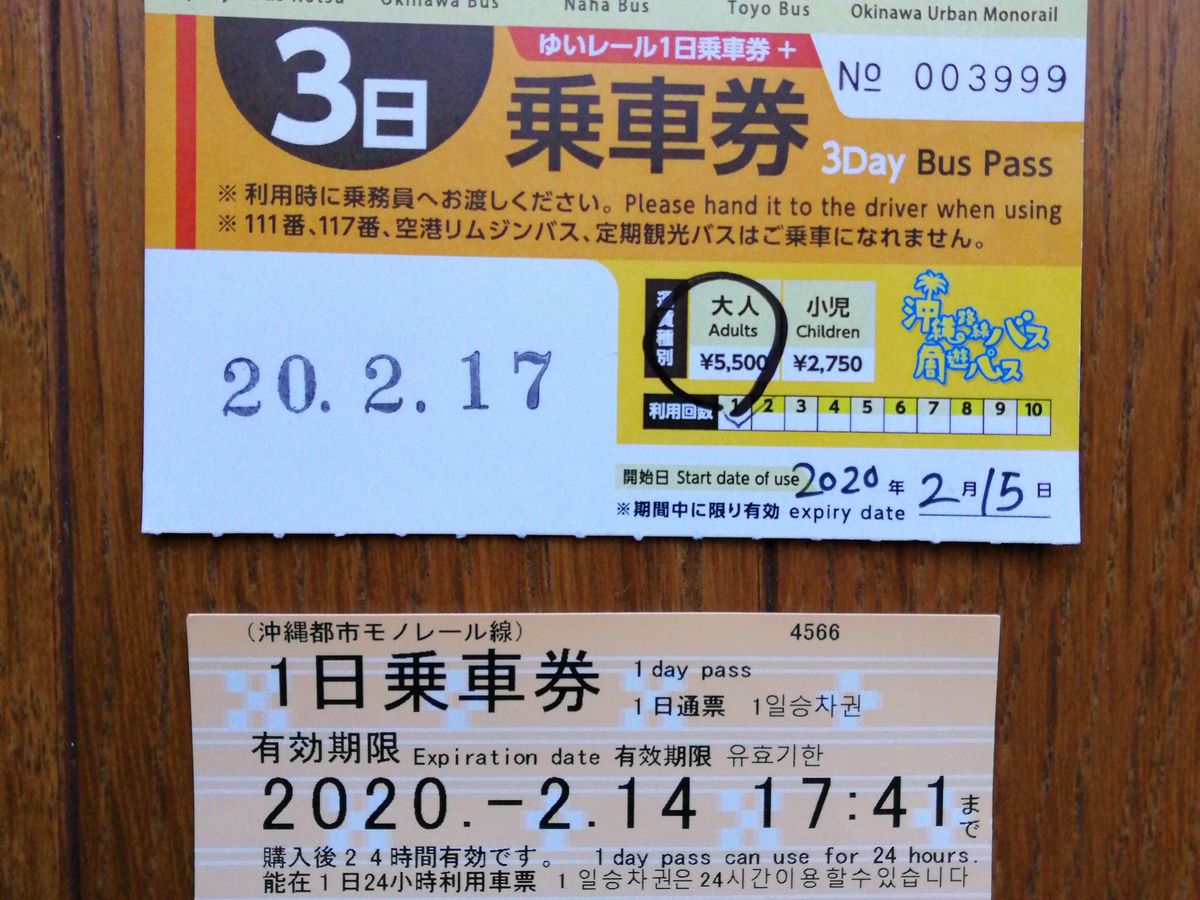 Okinawa Bus Naha Bus Toyo Bus Okinawa Urban Monorail
3日
ゆいレール1日乗車券+
乗車券 3Day Bus Pass
№ 003999
※利用時に乗務員へお渡しください。Please hand it to the driver when using
※111番、117番、空港リムジンバス、定期観光バスはご乗車になれません。
20. 2. 17
運賃種別
大人 小児
Adults Children
¥5,500 ¥2,750
沖縄路線バス
周遊パス
利用回数 1 2 3 4 5 6 7 8 9 10
開始日 Start date of use 2020年2月15日
※期間中に限り有効 expiry date
(沖縄都市モノレール線) 4566
1日乗車券 1 day pass
1日通票 1일승차권
有効期限 Expiration date 有效期限 유효기한
2020.-2.14 17:41まで
購入後24時間有効です。 1 day pass can use for 24 hours.
能在1日24小時利用車票 1 일승차권은 24시간이용할수있습니다